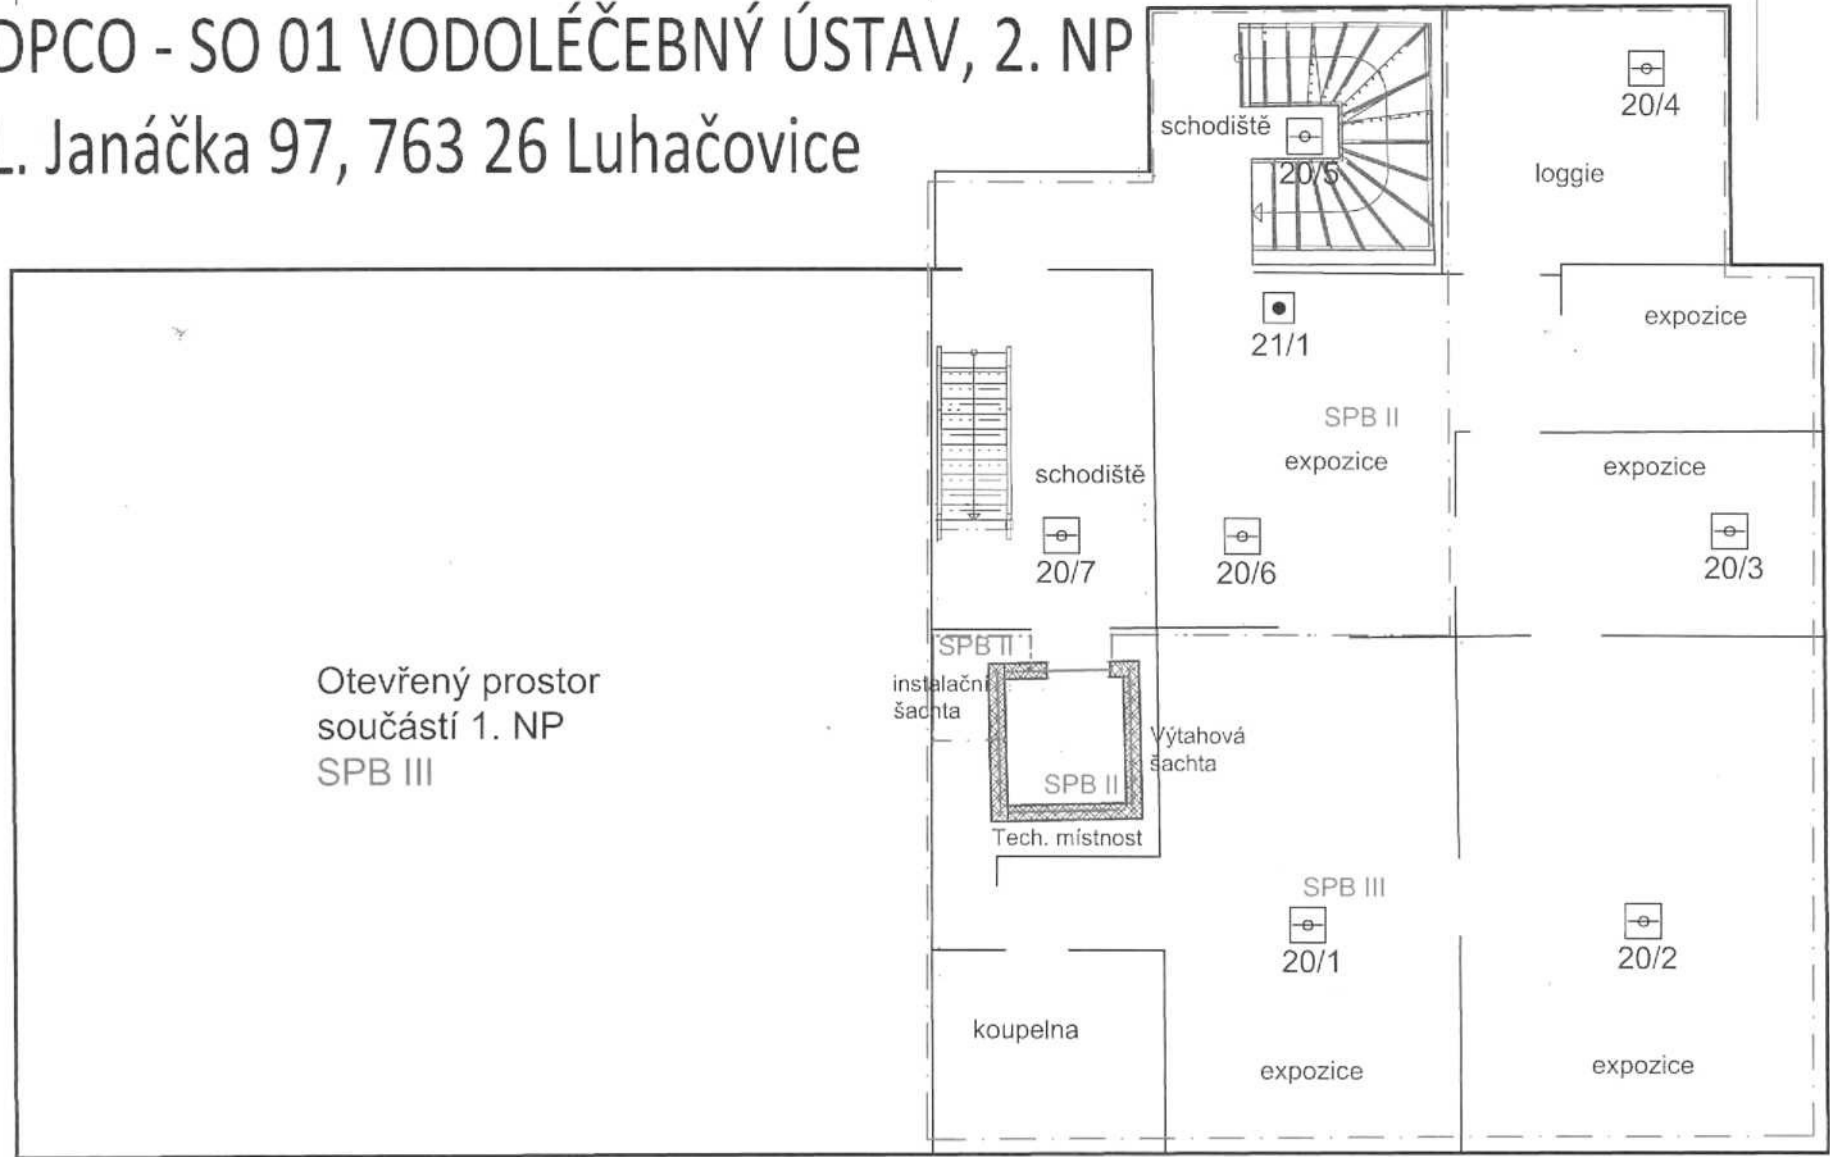 OPCO - SO 01 VODOLÉČEBNÝ ÚSTAV, 2. NP
L. Janáčka 97, 763 26 Luhačovice
schodiště
20/5
20/4
loggie
21/1
expozice
SPB II
expozice
expozice
schodiště
20/7
20/6
20/3
SPB II
instalační
šachta
Výtahová
šachta
SPB II
Tech. místnost
Otevřený prostor
součástí 1. NP
SPB III
SPB III
20/1
20/2
koupelna
expozice
expozice